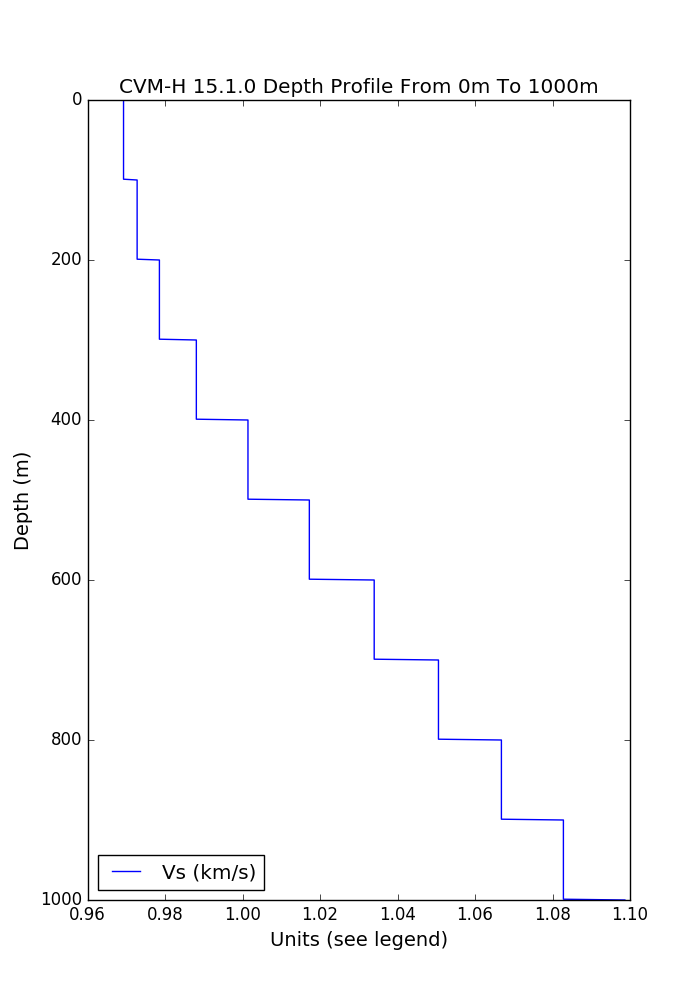 CVM-H 15.1.0 Depth Profile From 0m To 1000m
0
200
400
600
800
1000
Depth (m)
Vs (km/s)
0.96 0.98 1.00 1.02 1.04 1.06 1.08 1.10
Units (see legend)